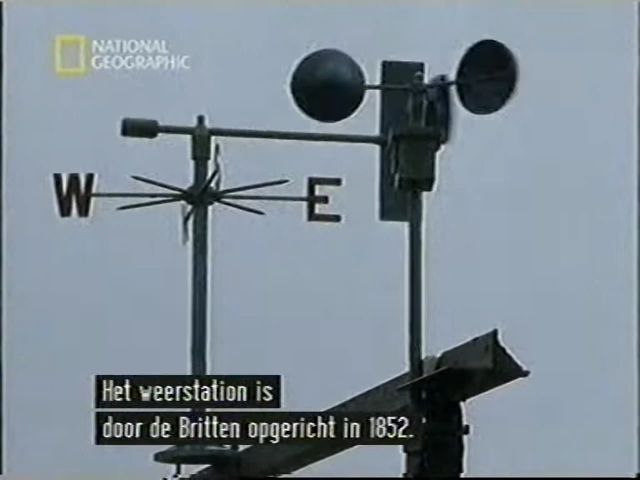 NATIONAL
GEOGRAPHIC
W E
Het weerstation is
door de Britten opgericht in 1852.